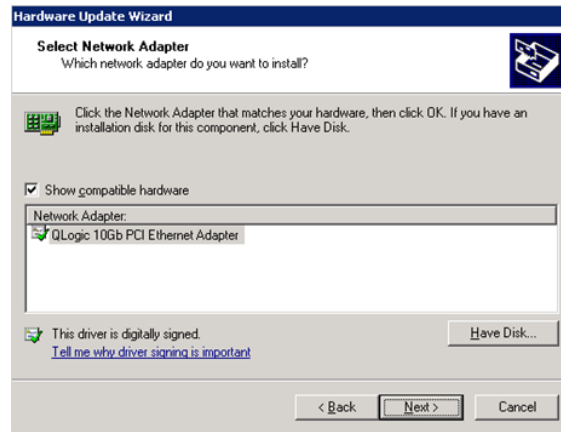 Hardware Update Wizard
Select Network Adapter
Which network adapter do you want to install?
Click the Network Adapter that matches your hardware, then click OK. If you have an
installation disk for this component, click Have Disk.
Show compatible hardware
Network Adapter:
QLogic 10Gb PCI Ethernet Adapter
This driver is digitally signed.
Have Disk...
Tell me why driver signing is important
< Back
Next >
Cancel